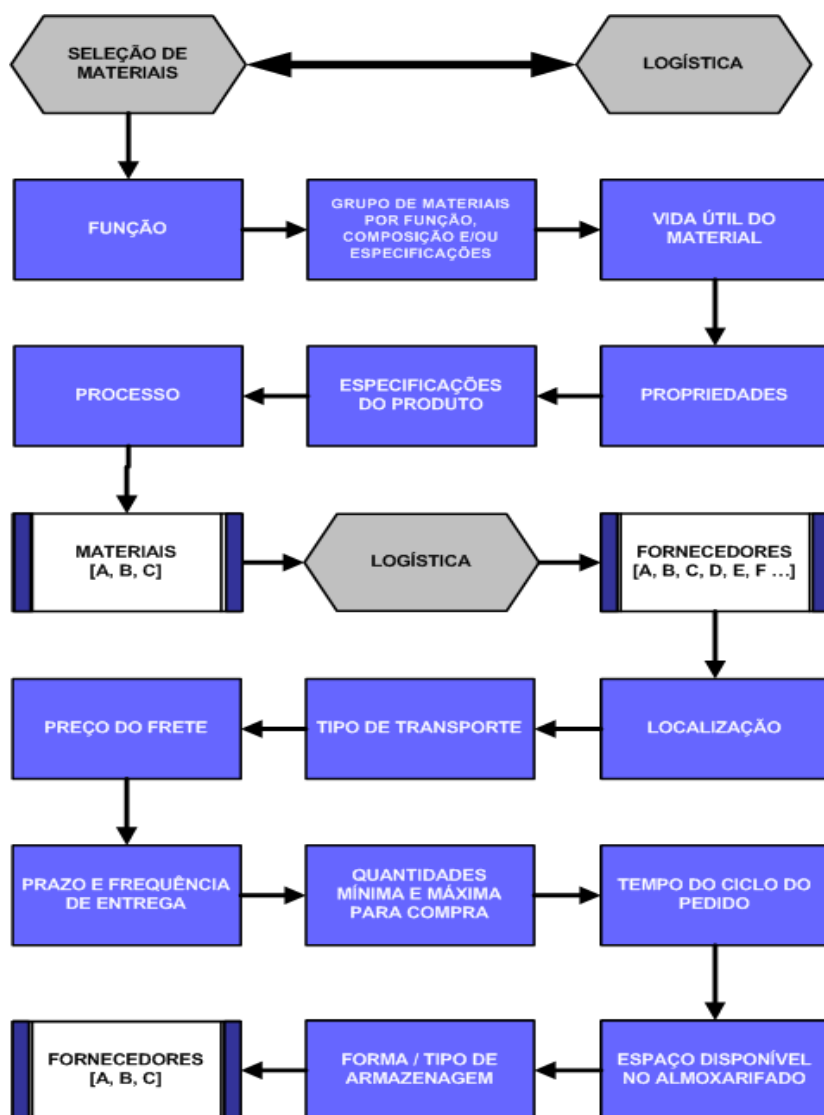 SELEÇÃO DE
MATERIAIS
LOGÍSTICA
FUNÇÃO
GRUPO DE MATERIAIS
POR FUNÇÃO,
COMPOSIÇÃO E/OU
ESPECIFICAÇÕES
VIDA ÚTIL DO
MATERIAL
PROCESSO
ESPECIFICAÇÕES
DO PRODUTO
PROPRIEDADES
MATERIAIS
[A, B, C]
LOGÍSTICA
FORNECEDORES
[A, B, C, D, E, F ...]
PREÇO DO FRETE
TIPO DE TRANSPORTE
LOCALIZAÇÃO
PRAZO E FREQUÊNCIA
DE ENTREGA
QUANTIDADES
MÍNIMA E MÁXIMA
PARA COMPRA
TEMPO DO CICLO DO
PEDIDO
FORNECEDORES
[A, B, C]
FORMA / TIPO DE
ARMAZENAGEM
ESPAÇO DISPONÍVEL
NO ALMOXARIFADO